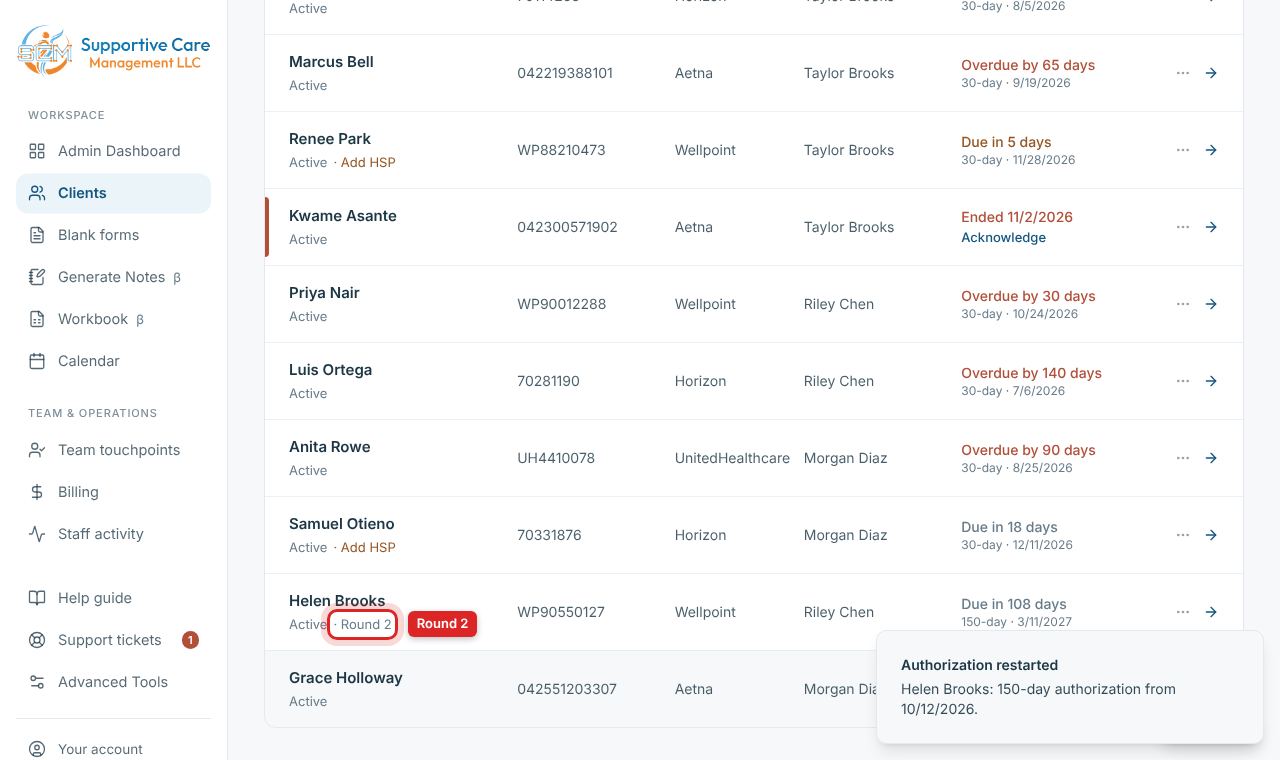 SCM Supportive Care
Management LLC
WORKSPACE
Admin Dashboard
Clients
Blank forms
Generate Notes β
Workbook β
Calendar
TEAM & OPERATIONS
Team touchpoints
Billing
Staff activity
Help guide
Support tickets 1
Advanced Tools
Your account
Active
30-day · 8/5/2026
Marcus Bell
Active
042219388101
Aetna
Taylor Brooks
Overdue by 65 days
30-day · 9/19/2026
Renee Park
Active · Add HSP
WP88210473
Wellpoint
Taylor Brooks
Due in 5 days
30-day · 11/28/2026
Kwame Asante
Active
042300571902
Aetna
Taylor Brooks
Ended 11/2/2026
Acknowledge
Priya Nair
Active
WP90012288
Wellpoint
Riley Chen
Overdue by 30 days
30-day · 10/24/2026
Luis Ortega
Active
70281190
Horizon
Riley Chen
Overdue by 140 days
30-day · 7/6/2026
Anita Rowe
Active
UH4410078
UnitedHealthcare
Morgan Diaz
Overdue by 90 days
30-day · 8/25/2026
Samuel Otieno
Active · Add HSP
70331876
Horizon
Morgan Diaz
Due in 18 days
30-day · 12/11/2026
Helen Brooks
Active · Round 2
Round 2
WP90550127
Wellpoint
Riley Chen
Due in 108 days
150-day · 3/11/2027
Grace Holloway
Active
042551203307
Aetna
Morgan
Authorization restarted
Helen Brooks: 150-day authorization from
10/12/2026.